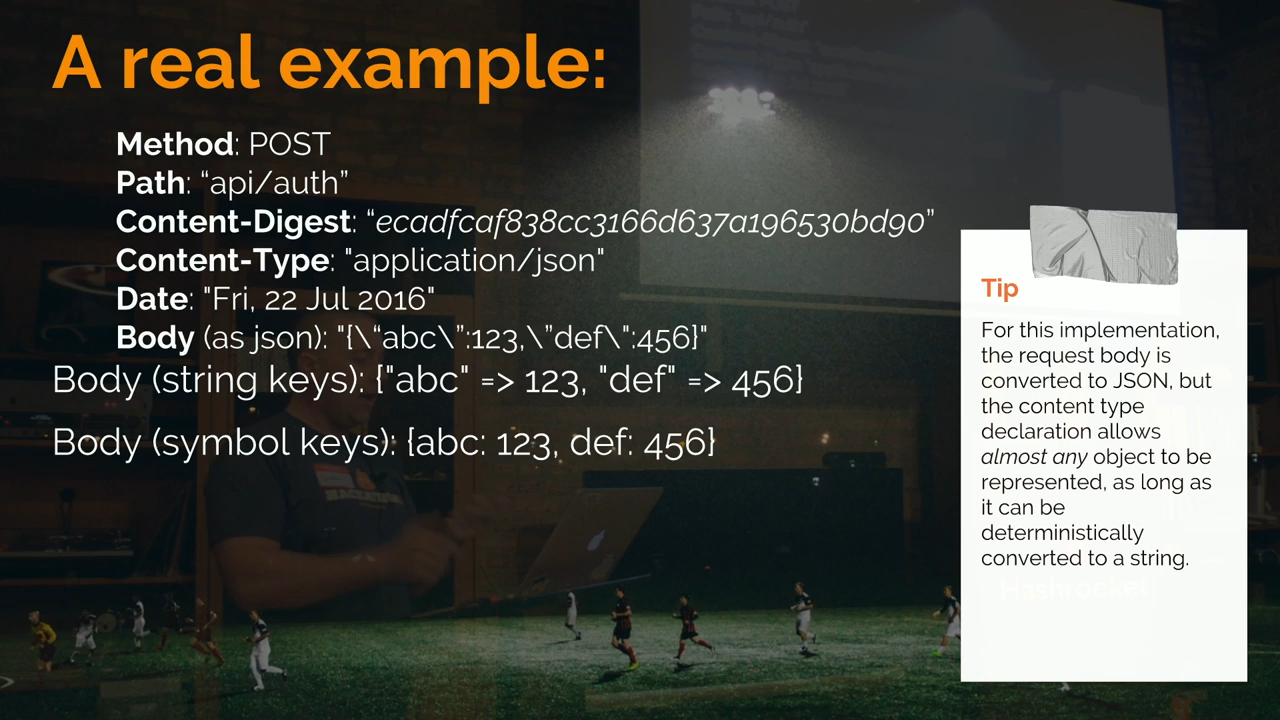 A real example:
Method: POST
Path: “api/auth”
Content-Digest: “ecadfcaf838cc3166d637a196530bd90”
Content-Type: "application/json"
Date: "Fri, 22 Jul 2016"
Body (as json): "{\“abc\”:123,\”def\":456}"
Body (string keys): {"abc" => 123, "def" => 456}
Body (symbol keys): {abc: 123, def: 456}
Tip
For this implementation,
the request body is
converted to JSON, but
the content type
declaration allows
almost any object to be
represented, as long as
it can be
deterministically
converted to a string.
Hashrocket